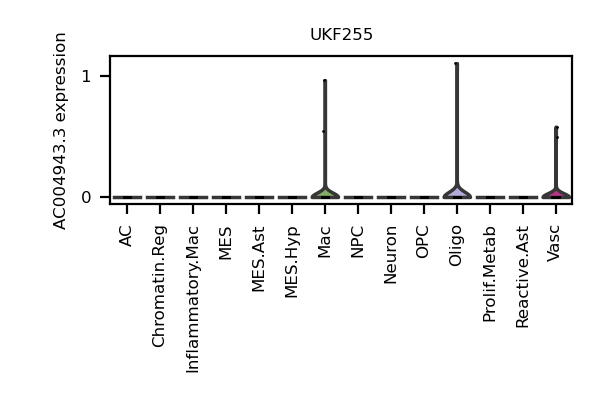 UKF255
AC004943.3 expression
1
0
AC
Chromatin.Reg
Inflammatory.Mac
MES
MES.Ast
MES.Hyp
Mac
NPC
Neuron
OPC
Oligo
Prolif.Metab
Reactive.Ast
Vasc